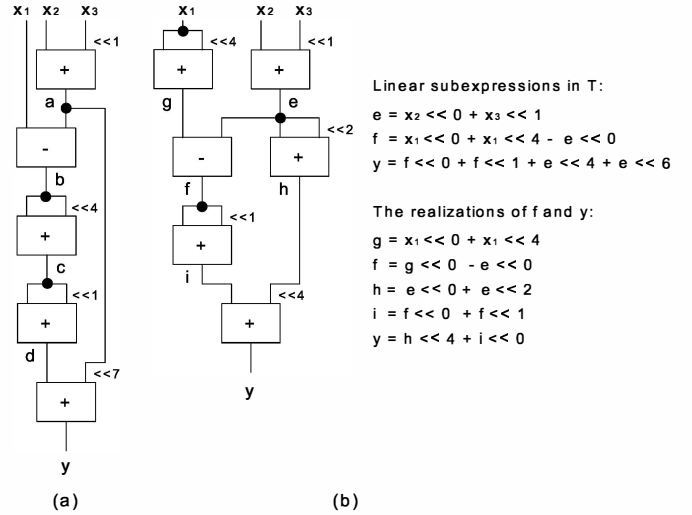 x₁ x₂ x₃
<<1
+
a
-
b
<<4
+
c
<<1
+
d
<<7
+
y
(a)
x₁ x₂ x₃
<<4 <<1
+ +
g e
<<2
- +
f h
<<1
+
i
<<4
+
y
(b)
Linear subexpressions in T:
e = x₂ << 0 + x₃ << 1
f = x₁ << 0 + x₁ << 4 - e << 0
y = f << 0 + f << 1 + e << 4 + e << 6
The realizations of f and y:
g = x₁ << 0 + x₁ << 4
f = g << 0 - e << 0
h = e << 0 + e << 2
i = f << 0 + f << 1
y = h << 4 + i << 0